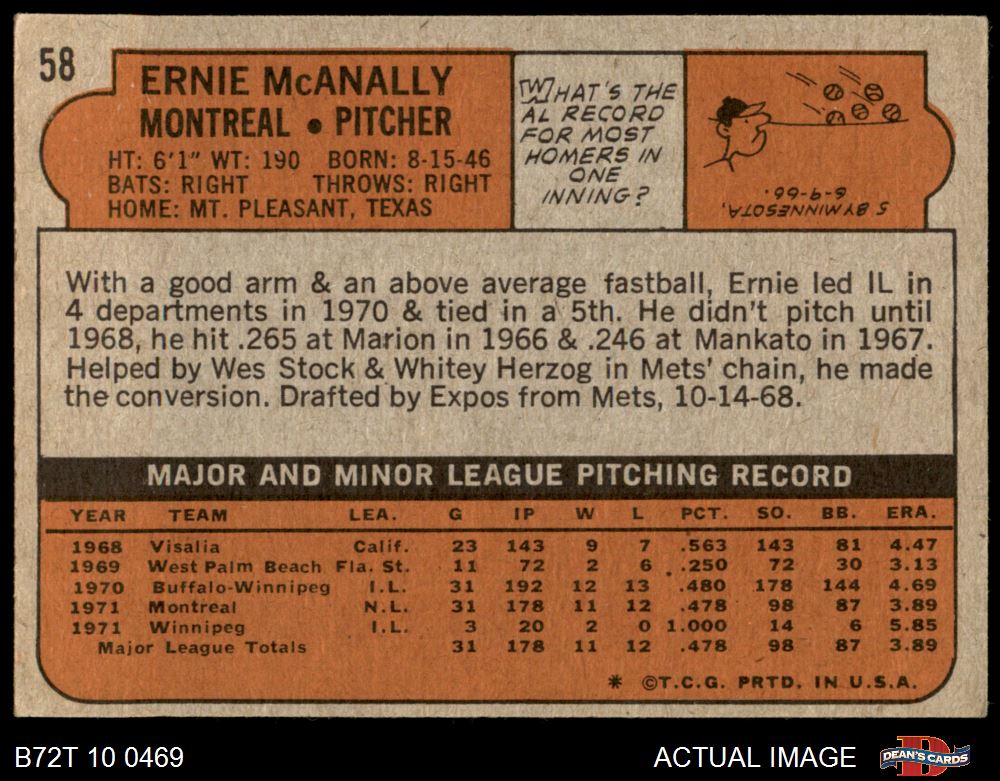 58
ERNIE McANALLY
MONTREAL • PITCHER
HT: 6'1" WT: 190 BORN: 8-15-46
BATS: RIGHT THROWS: RIGHT
HOME: MT. PLEASANT, TEXAS
WHAT'S THE
AL RECORD
FOR MOST
HOMERS IN
ONE
INNING?
5 BY MINNESOTA,
6-9-66.
With a good arm & an above average fastball, Ernie led IL in
4 departments in 1970 & tied in a 5th. He didn't pitch until
1968, he hit .265 at Marion in 1966 & .246 at Mankato in 1967.
Helped by Wes Stock & Whitey Herzog in Mets' chain, he made
the conversion. Drafted by Expos from Mets, 10-14-68.
MAJOR AND MINOR LEAGUE PITCHING RECORD
YEAR TEAM LEA. G IP W L PCT. SO. BB. ERA.
1968 Visalia Calif. 23 143 9 7 .563 143 81 4.47
1969 West Palm Beach Fla. St. 11 72 2 6 .250 72 30 3.13
1970 Buffalo-Winnipeg I.L. 31 192 12 13 .480 178 144 4.69
1971 Montreal N.L. 31 178 11 12 .478 98 87 3.89
1971 Winnipeg I.L. 3 20 2 0 1.000 14 6 5.85
Major League Totals 31 178 11 12 .478 98 87 3.89
* ©T.C.G. PRTD. IN U.S.A.
B72T 10 0469
ACTUAL IMAGE
DEAN'S CARDS